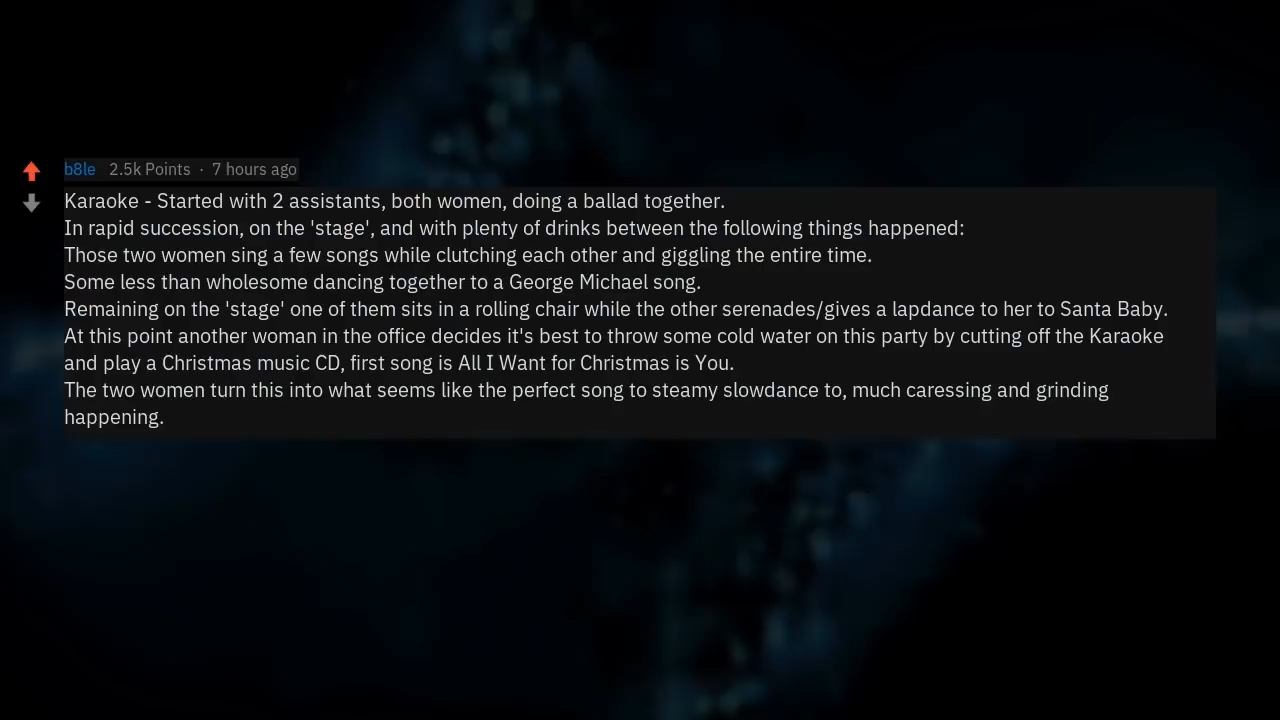 b8le 2.5k Points · 7 hours ago
Karaoke - Started with 2 assistants, both women, doing a ballad together.
In rapid succession, on the 'stage', and with plenty of drinks between the following things happened:
Those two women sing a few songs while clutching each other and giggling the entire time.
Some less than wholesome dancing together to a George Michael song.
Remaining on the 'stage' one of them sits in a rolling chair while the other serenades/gives a lapdance to her to Santa Baby.
At this point another woman in the office decides it's best to throw some cold water on this party by cutting off the Karaoke
and play a Christmas music CD, first song is All I Want for Christmas is You.
The two women turn this into what seems like the perfect song to steamy slowdance to, much caressing and grinding
happening.